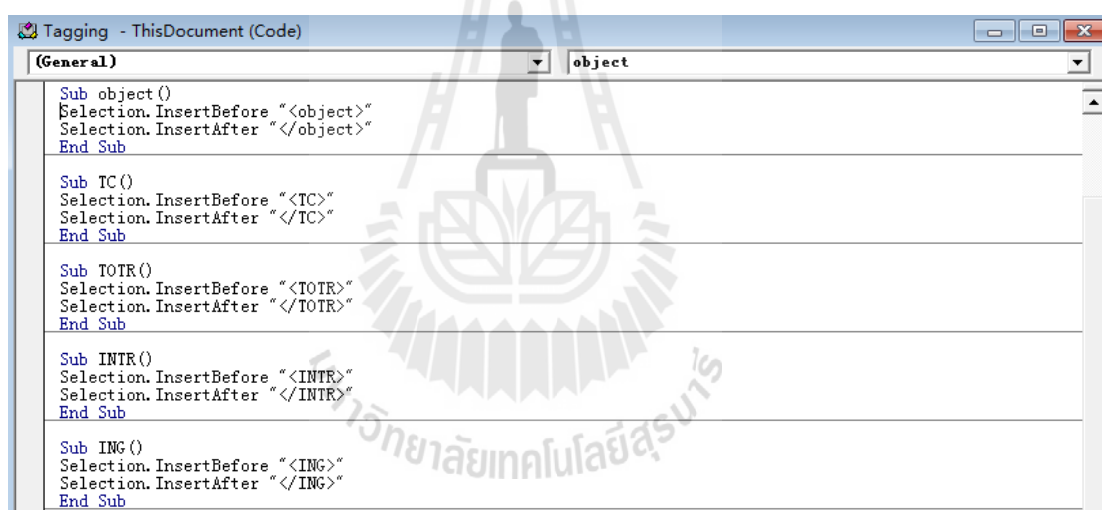 Tagging - ThisDocument (Code)
(General) object
Sub object()
Selection.InsertBefore "<object>"
Selection.InsertAfter "</object>"
End Sub
Sub TC()
Selection.InsertBefore "<TC>"
Selection.InsertAfter "</TC>"
End Sub
Sub TOTR()
Selection.InsertBefore "<TOTR>"
Selection.InsertAfter "</TOTR>"
End Sub
Sub INTR()
Selection.InsertBefore "<INTR>"
Selection.InsertAfter "</INTR>"
End Sub
Sub ING()
Selection.InsertBefore "<ING>"
Selection.InsertAfter "</ING>"
End Sub
มหาวิทยาลัยเทคโนโลยีสุรนารี